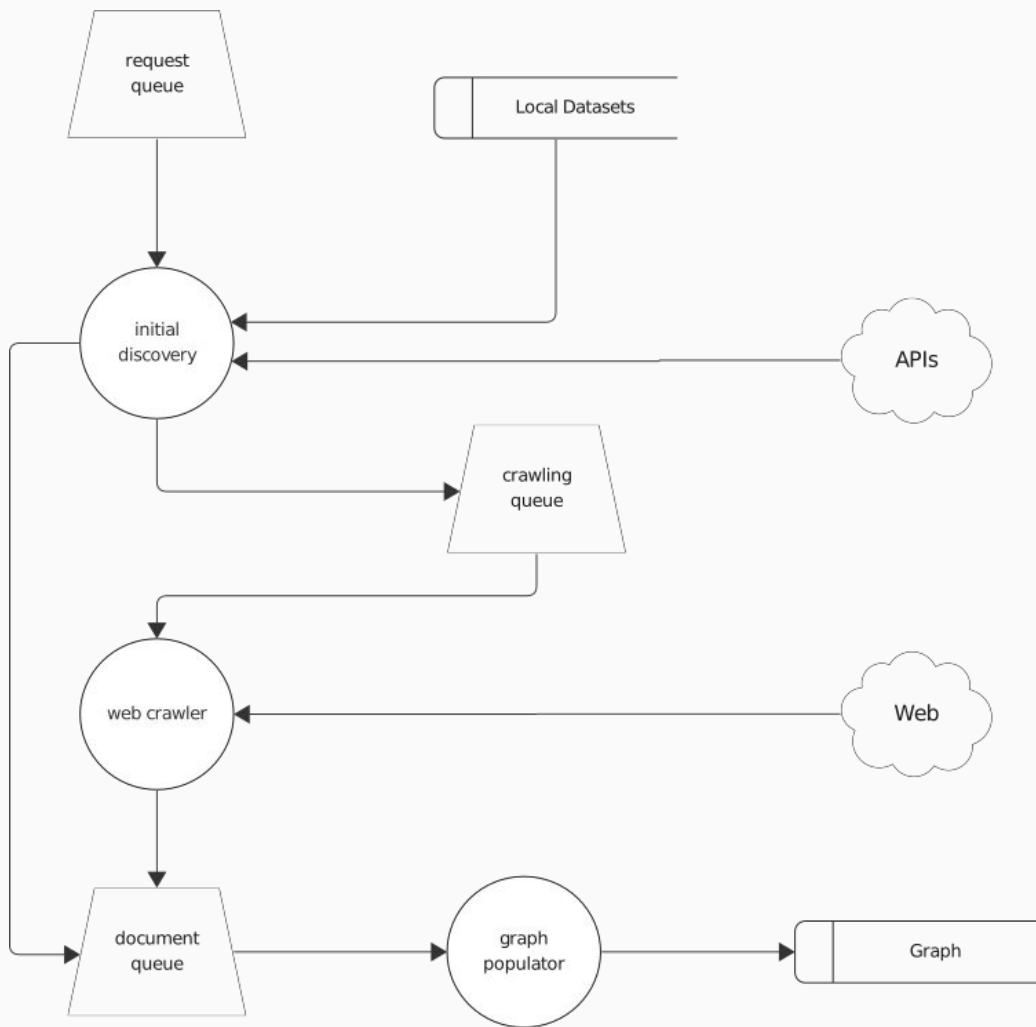 request
queue
Local Datasets
initial
discovery
APIs
crawling
queue
web crawler
Web
document
queue
graph
populator
Graph